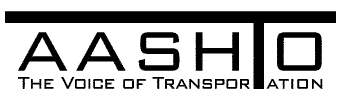 AASHTO
THE VOICE OF TRANSPORTATION